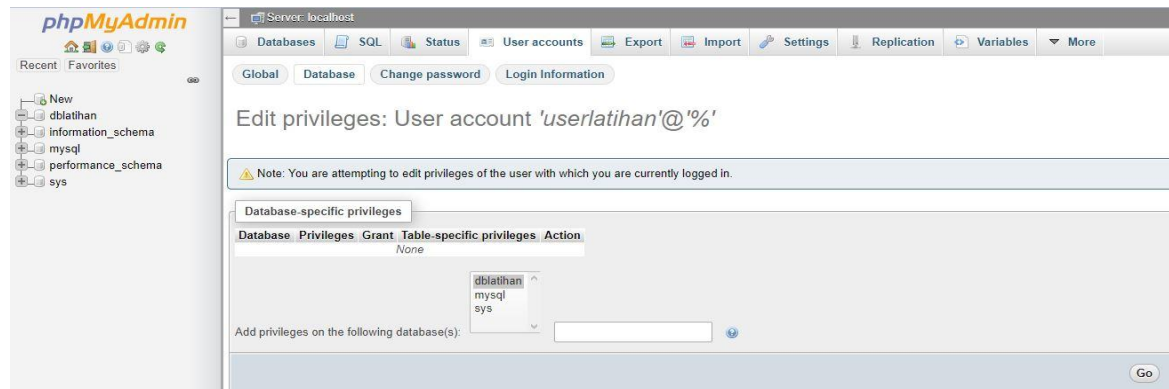 phpMyAdmin
Recent Favorites
New
dblatihan
information_schema
mysql
performance_schema
sys
Server: localhost
Databases SQL Status User accounts Export Import Settings Replication Variables More
Global Database Change password Login Information
Edit privileges: User account 'userlatihan'@'%'
Note: You are attempting to edit privileges of the user with which you are currently logged in.
Database-specific privileges
Database Privileges Grant Table-specific privileges Action
None
dblatihan
mysql
sys
Add privileges on the following database(s):
Go